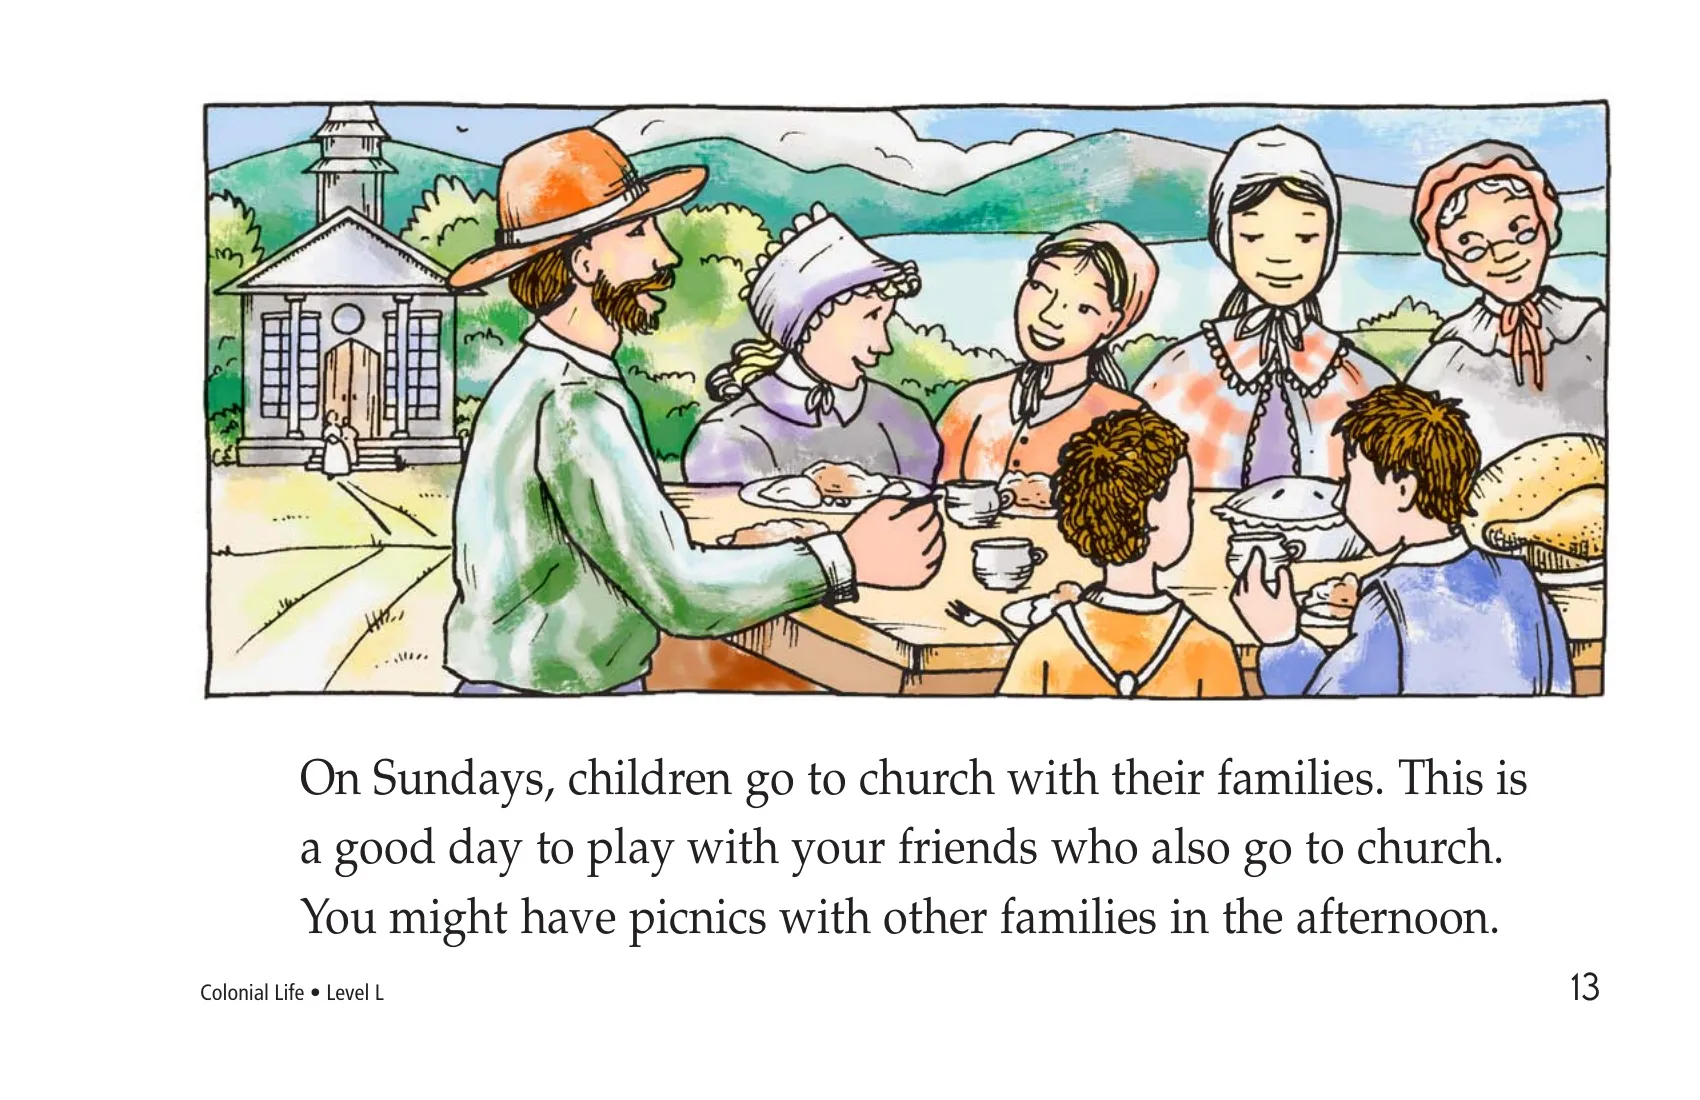 On Sundays, children go to church with their families. This is
a good day to play with your friends who also go to church.
You might have picnics with other families in the afternoon.
Colonial Life • Level L
13